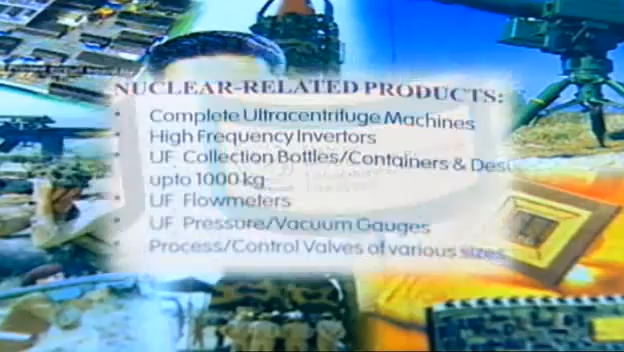 NUCLEAR-RELATED PRODUCTS:
• Complete Ultracentrifuge Machines
• High Frequency Invertors
• UF Collection Bottles/Containers & Des
upto 1000 kg
• UF Flowmeters
• UF Pressure/Vacuum Gauges
• Process/Control Valves of various sizes